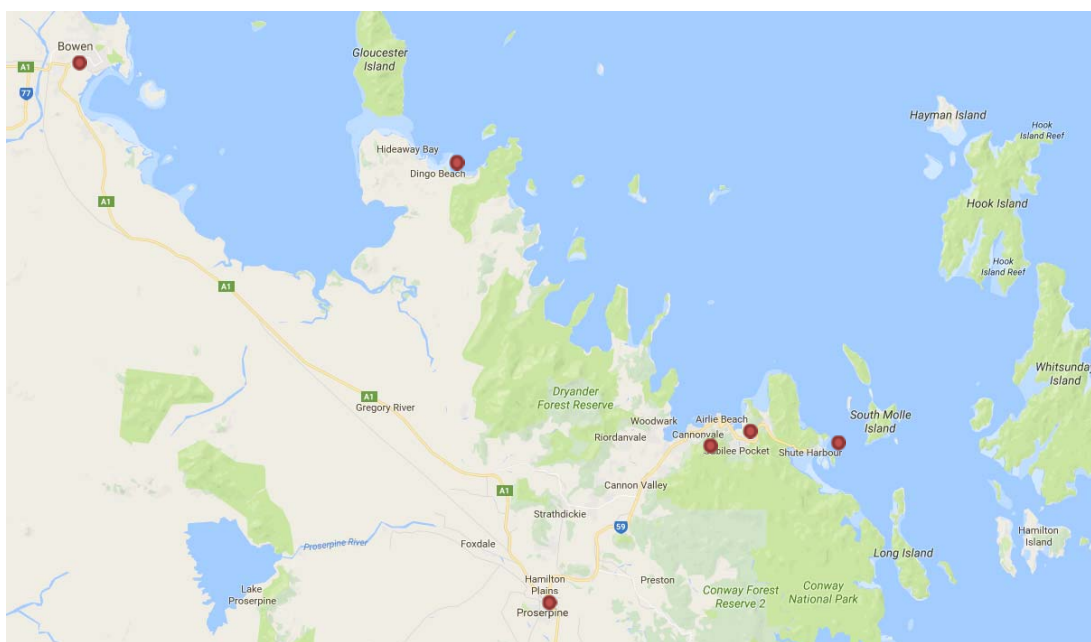 Bowen
A1
77
Gloucester
Island
Hideaway Bay
Dingo Beach
Hayman Island
Hook
Island Reef
Hook Island
Hook
Island Reef
A1
A1
Whitsunday
Island
A1
Gregory River
Dryander
Forest Reserve
Woodwark
Airlie Beach
South Molle
Island
Riordanvale
Cannonvale
Jubilee Pocket
Shute Harbour
A1
Cannon Valley
Strathdickie
59
Proserpine River
Foxdale
Long Island
Hamilton
Island
Lake
Proserpine
Hamilton
Plains
Preston
Proserpine
Conway Forest
Reserve 2
Conway
National Park